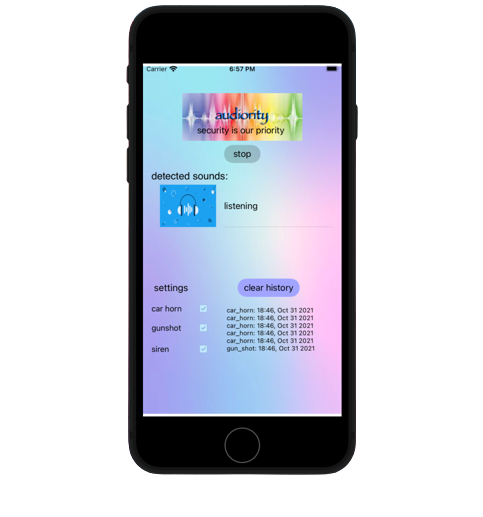 Carrier 6:57 PM
audiority
security is our priority
stop
detected sounds:
listening
settings clear history
car horn
gunshot
siren
car_horn: 18:46, Oct 31 2021
car_horn: 18:46, Oct 31 2021
car_horn: 18:46, Oct 31 2021
car_horn: 18:46, Oct 31 2021
car_horn: 18:46, Oct 31 2021
gun_shot: 18:46, Oct 31 2021